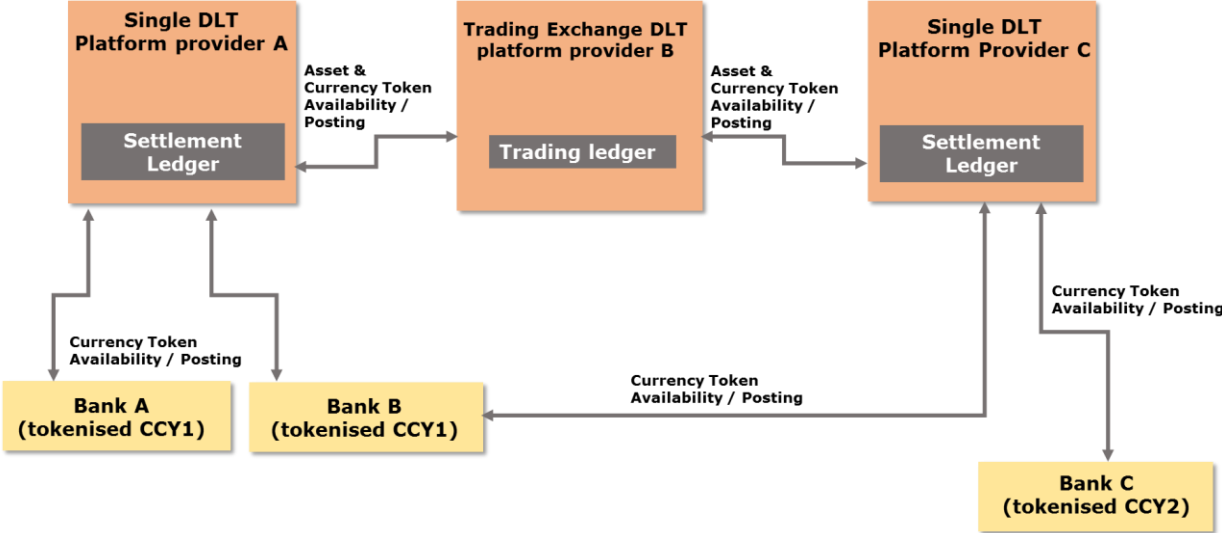 Single DLT
Platform provider A
Settlement
Ledger
Asset &
Currency Token
Availability /
Posting
Trading Exchange DLT
platform provider B
Trading ledger
Asset &
Currency Token
Availability /
Posting
Single DLT
Platform Provider C
Settlement
Ledger
Currency Token
Availability / Posting
Currency Token
Availability / Posting
Currency Token
Availability / Posting
Bank A
(tokenised CCY1)
Bank B
(tokenised CCY1)
Bank C
(tokenised CCY2)